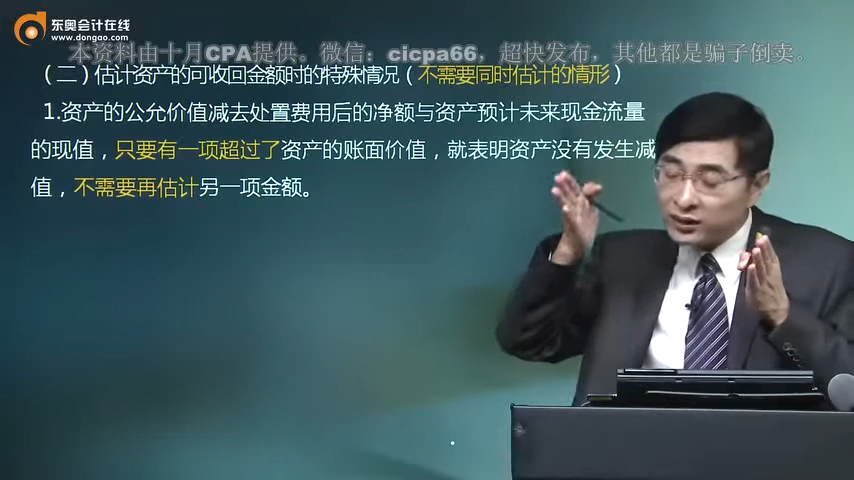 东奥会计在线
www.dongao.com
本资料由十月CPA提供。微信：cicpa66，超快发布，其他都是骗子倒卖。
（二）估计资产的可收回金额时的特殊情况（不需要同时估计的情形）
1.资产的公允价值减去处置费用后的净额与资产预计未来现金流量
的现值，只要有一项超过了资产的账面价值，就表明资产没有发生减
值，不需要再估计另一项金额。